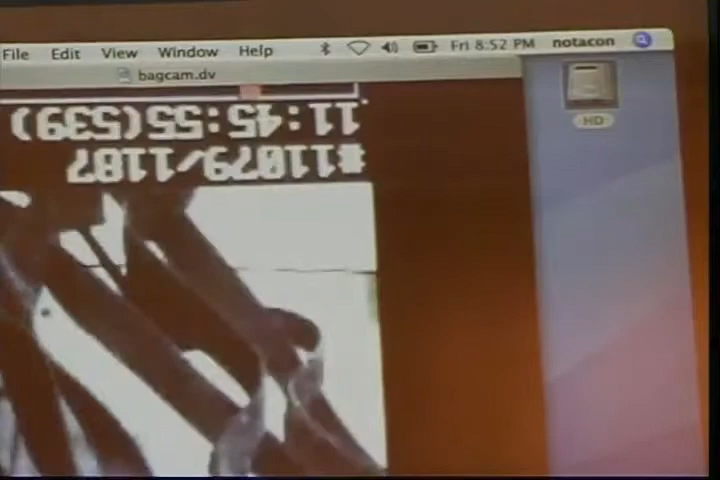 File Edit View Window Help Fri 8:52 PM notacon
bagcam.dv
HD
#11079/1187
11:45:55(539)